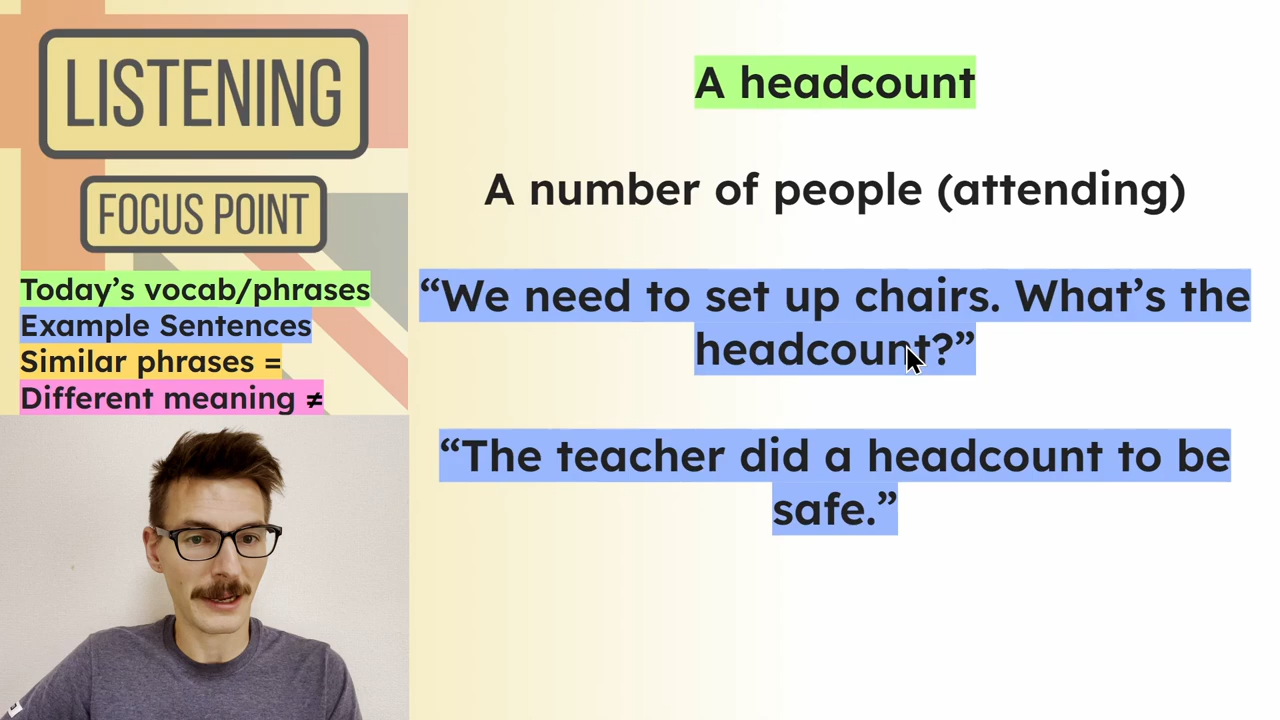 LISTENING
FOCUS POINT
Today’s vocab/phrases
Example Sentences
Similar phrases =
Different meaning ≠
A headcount
A number of people (attending)
“We need to set up chairs. What’s the
headcount?”
“The teacher did a headcount to be
safe.”